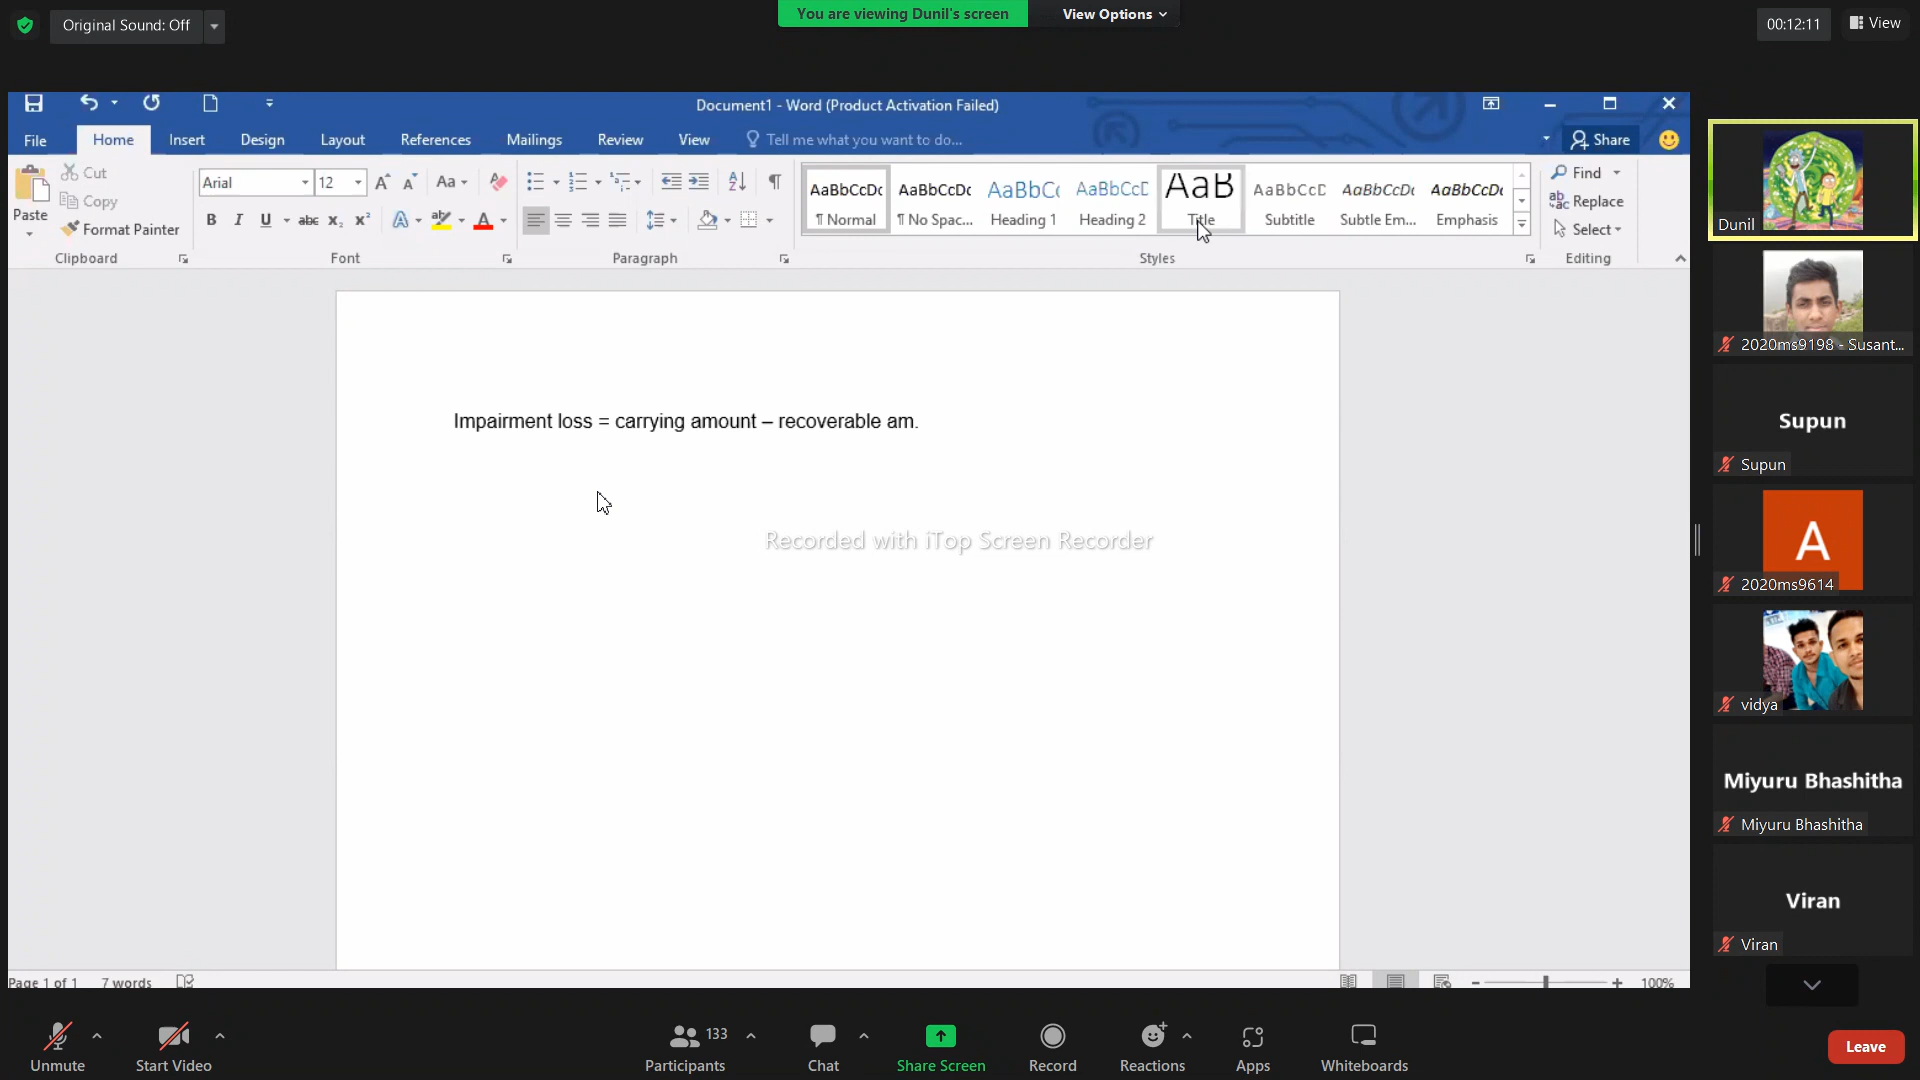 Original Sound: Off
You are viewing Dunil's screen
View Options
00:12:11
View
Document1 - Word (Product Activation Failed)
File
Home
Insert
Design
Layout
References
Mailings
Review
View
Tell me what you want to do...
Share
Paste
Cut
Copy
Format Painter
Clipboard
Arial
12
Aa
B I U abc X₂ X²
A ab A
Font
Paragraph
AaBbCcDc
¶ Normal
AaBbCcDc
¶ No Spac...
AaBbCc
Heading 1
AaBbCcD
Heading 2
AaB
Title
AaBbCcD
Subtitle
AaBbCcDc
Subtle Em...
AaBbCcDc
Emphasis
Styles
Find
Replace
Select
Editing
Impairment loss = carrying amount – recoverable am.
Recorded with iTop Screen Recorder
Page 1 of 1
7 words
100%
Dunil
2020ms9198 - Susant...
Supun
Supun
A
2020ms9614
vidya
Miyuru Bhashitha
Miyuru Bhashitha
Viran
Viran
Unmute
Start Video
133
Participants
Chat
Share Screen
Record
Reactions
Apps
Whiteboards
Leave